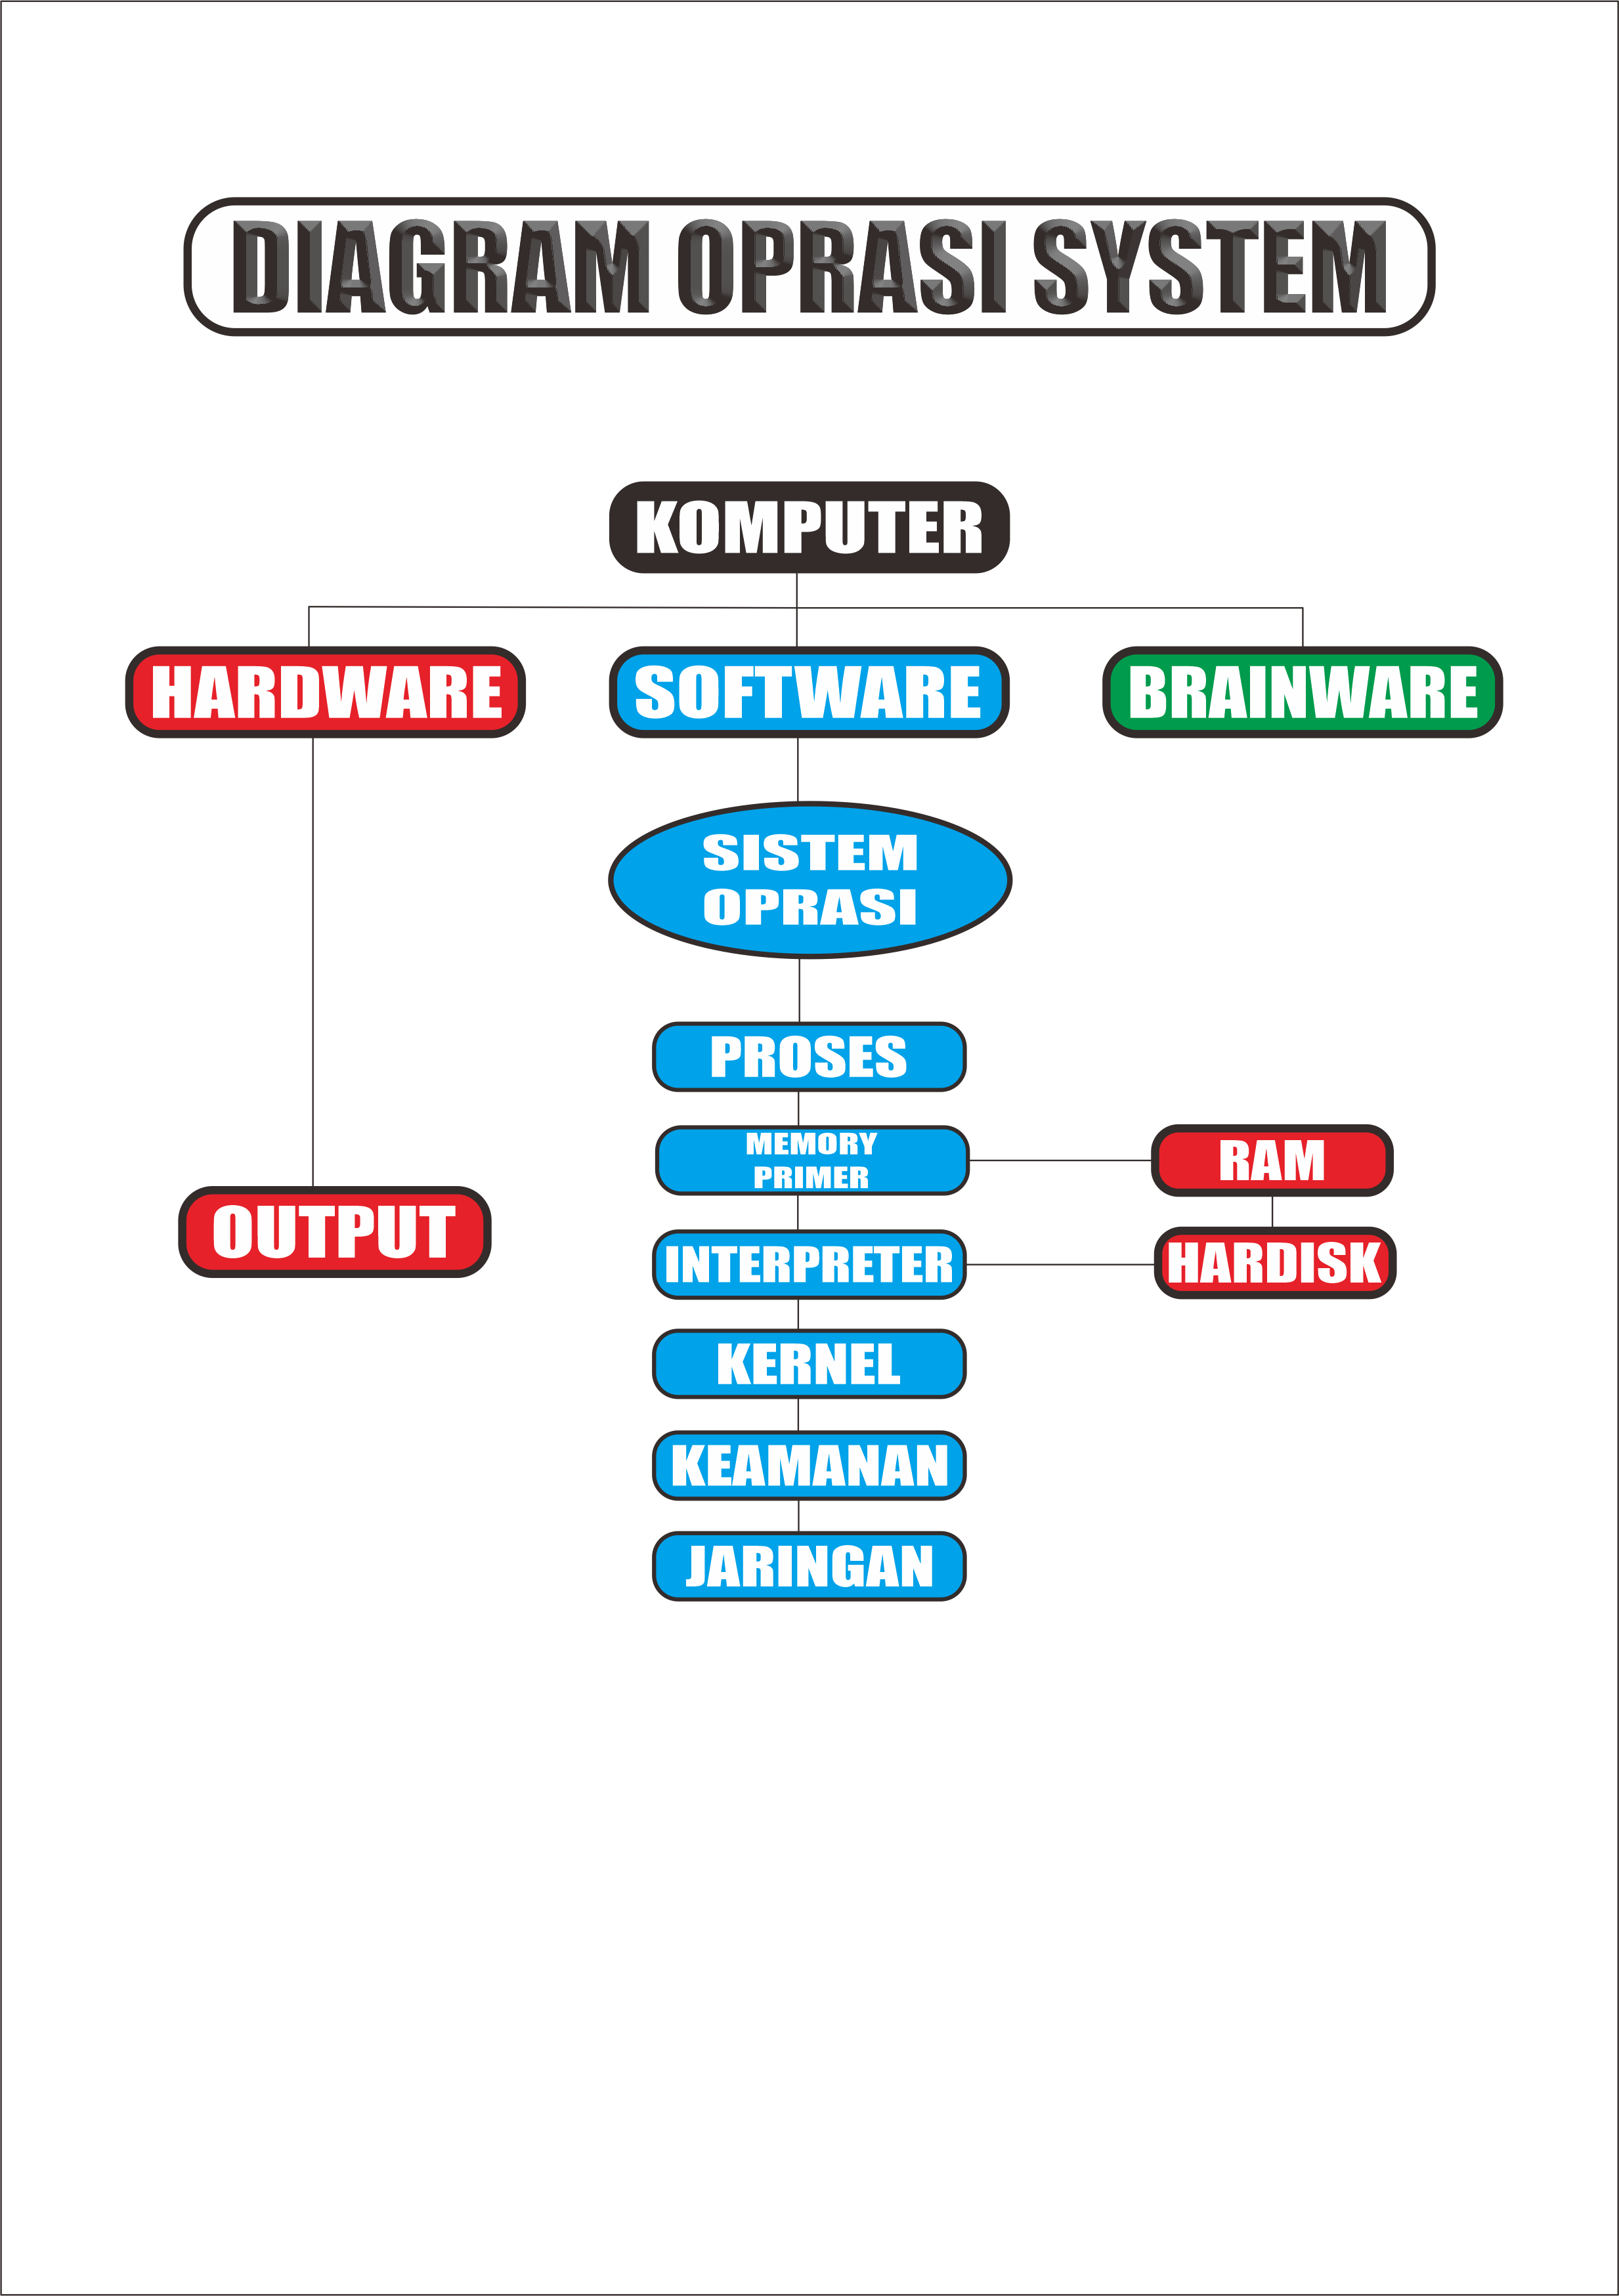 DIAGRAM OPRASI SYSTEM
KOMPUTER
HARDWARE
SOFTWARE
BRAINWARE
SISTEM
OPRASI
PROSES
MEMORY
PRIMER
RAM
OUTPUT
INTERPRETER
HARDISK
KERNEL
KEAMANAN
JARINGAN